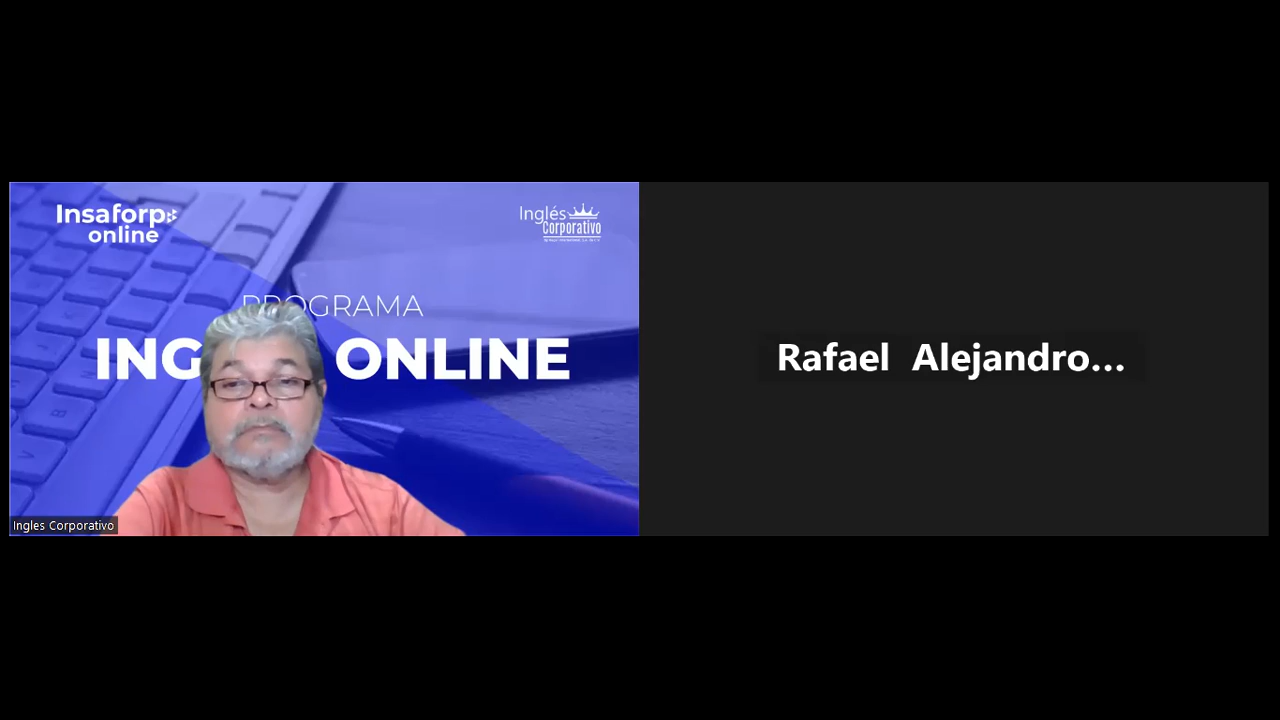 Insaforp
online
Inglés
Corporativo
PROGRAMA
ING ONLINE
Rafael Alejandro...
Ingles Corporativo